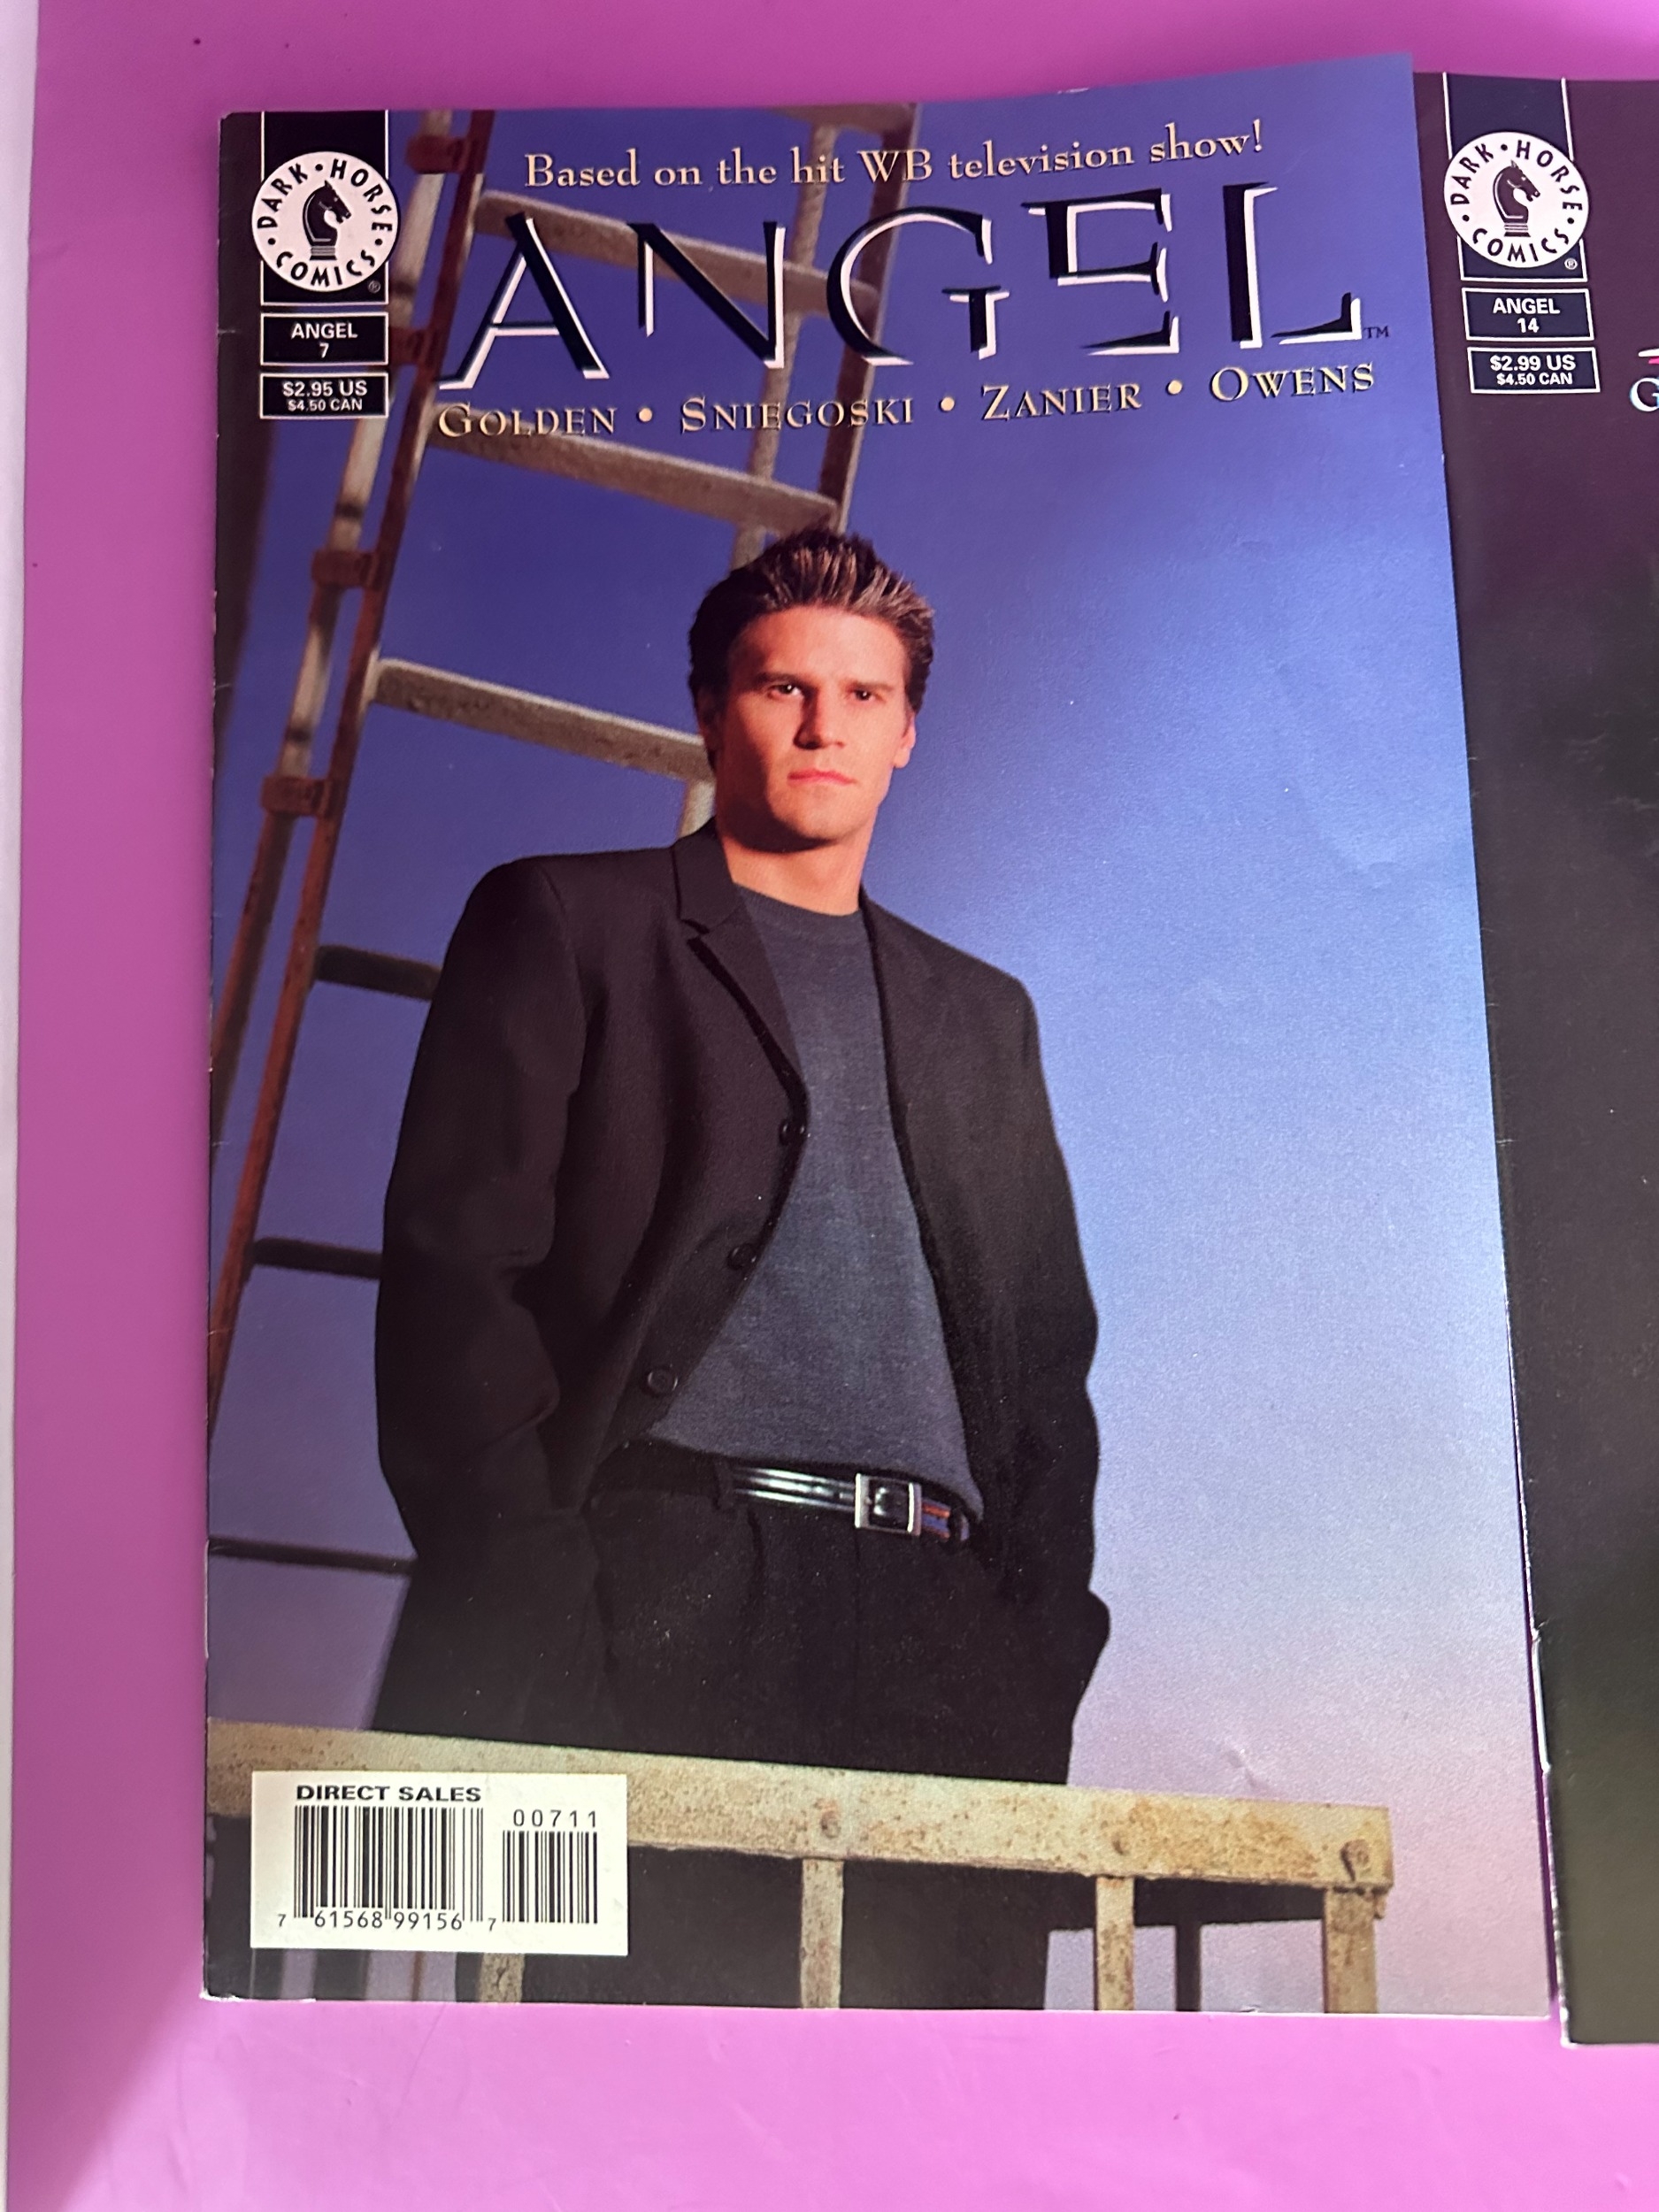 DARK • HORSE
• COMICS •
®
ANGEL
7
$2.95 US
$4.50 CAN
Based on the hit WB television show!
ANGEL™
GOLDEN • SNIEGOSKI • ZANIER • OWENS
DIRECT SALES
00711
7 61568 99156 7
DARK • HORSE
• COMICS •
®
ANGEL
14
$2.99 US
$4.50 CAN
G